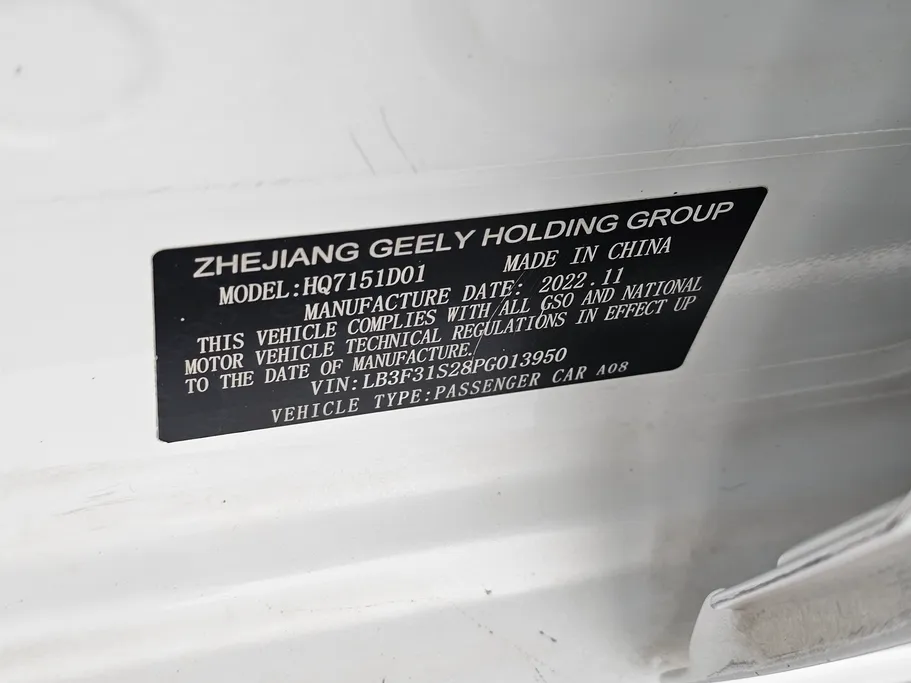 ZHEJIANG GEELY HOLDING GROUP
MODEL:HQ7151D01 MADE IN CHINA
MANUFACTURE DATE: 2022.11
THIS VEHICLE COMPLIES WITH ALL GSO AND NATIONAL
MOTOR VEHICLE TECHNICAL REGULATIONS IN EFFECT UP
TO THE DATE OF MANUFACTURE.
VIN:LB3F31S28PG013950
VEHICLE TYPE:PASSENGER CAR A08